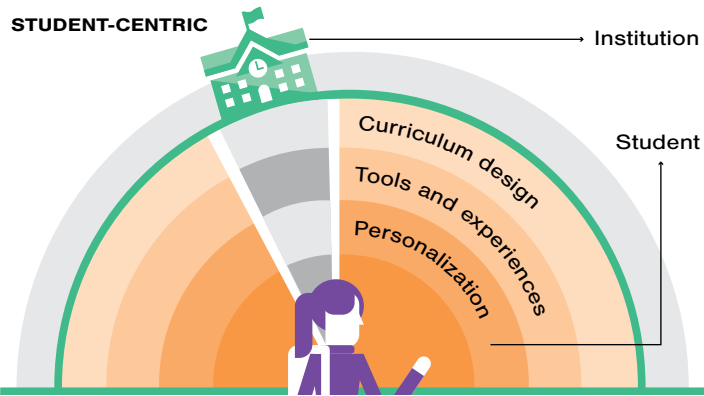 STUDENT-CENTRIC
Institution
Curriculum design
Student
Tools and experiences
Personalization